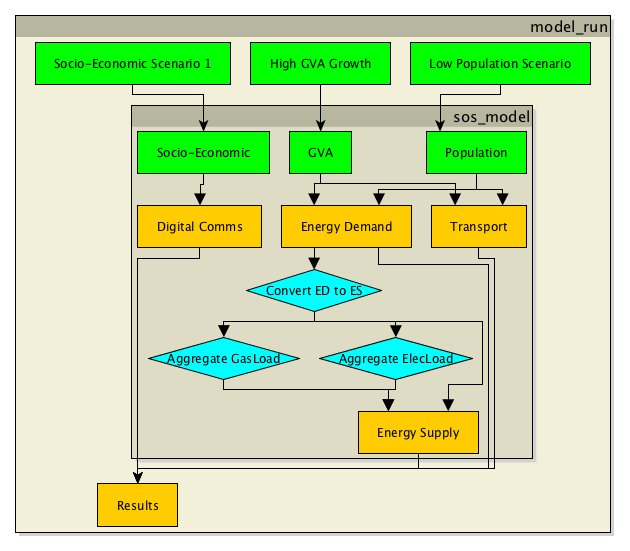 model_run
Socio-Economic Scenario 1
High GVA Growth
Low Population Scenario
sos_model
Socio-Economic
GVA
Population
Digital Comms
Energy Demand
Transport
Convert ED to ES
Aggregate GasLoad
Aggregate ElecLoad
Energy Supply
Results